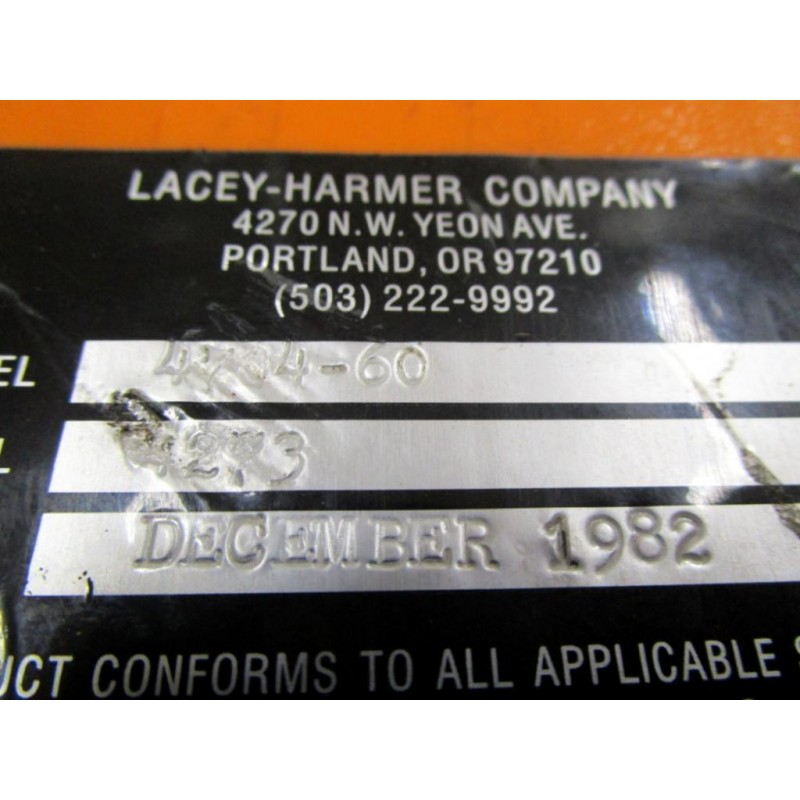 LACEY-HARMER COMPANY
4270 N.W. YEON AVE.
PORTLAND, OR 97210
(503) 222-9992
EL
L
DECEMBER 1982
UCT CONFORMS TO ALL APPLICABLE S